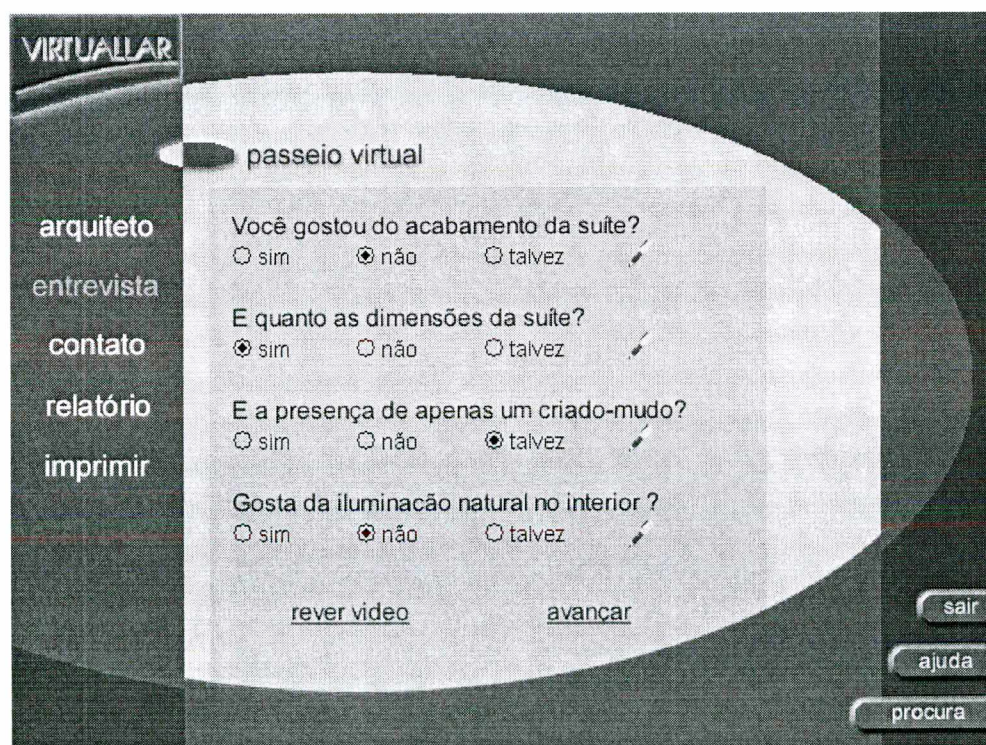 VIRTUALLAR
passeio virtual
arquiteto
entrevista
contato
relatório
imprimir
Você gostou do acabamento da suíte?
sim não talvez
E quanto as dimensões da suíte?
sim não talvez
E a presença de apenas um criado-mudo?
sim não talvez
Gosta da iluminacão natural no interior ?
sim não talvez
rever video avançar
sair
ajuda
procura